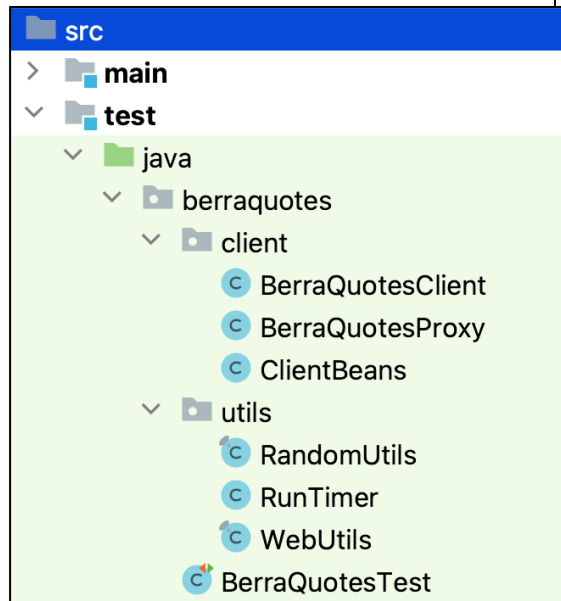 src
main
test
java
berraquotes
client
C BerraQuotesClient
C BerraQuotesProxy
C ClientBeans
utils
C RandomUtils
C RunTimer
C WebUtils
C BerraQuotesTest